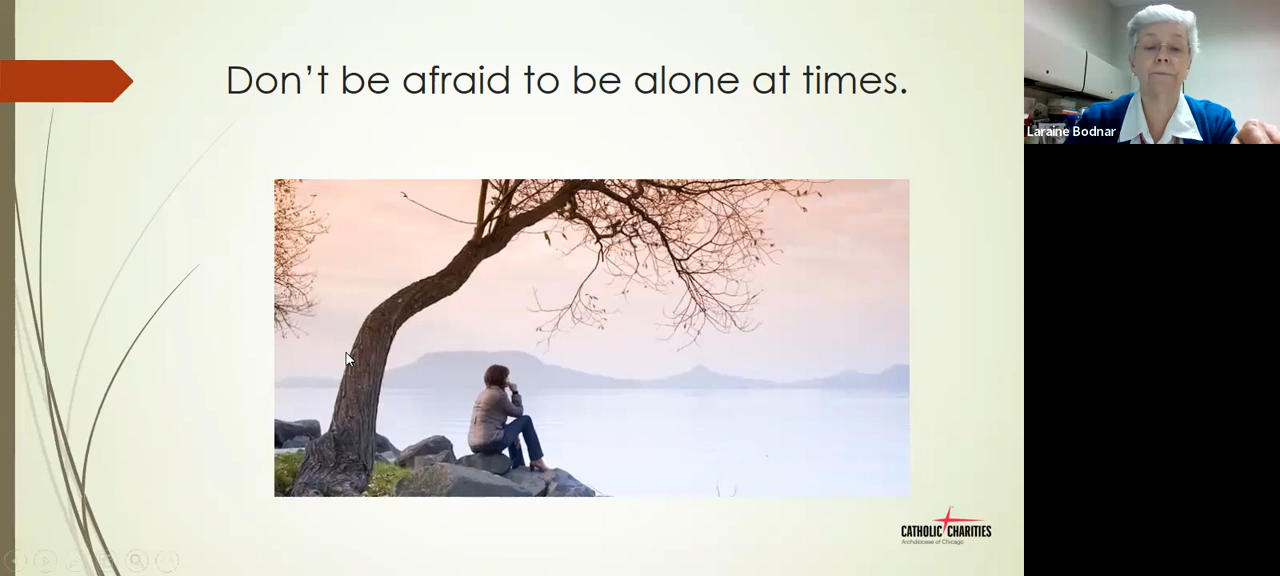 Don't be afraid to be alone at times.
Laraine Bodnar
CATHOLIC CHARITIES
Archdiocese of Chicago